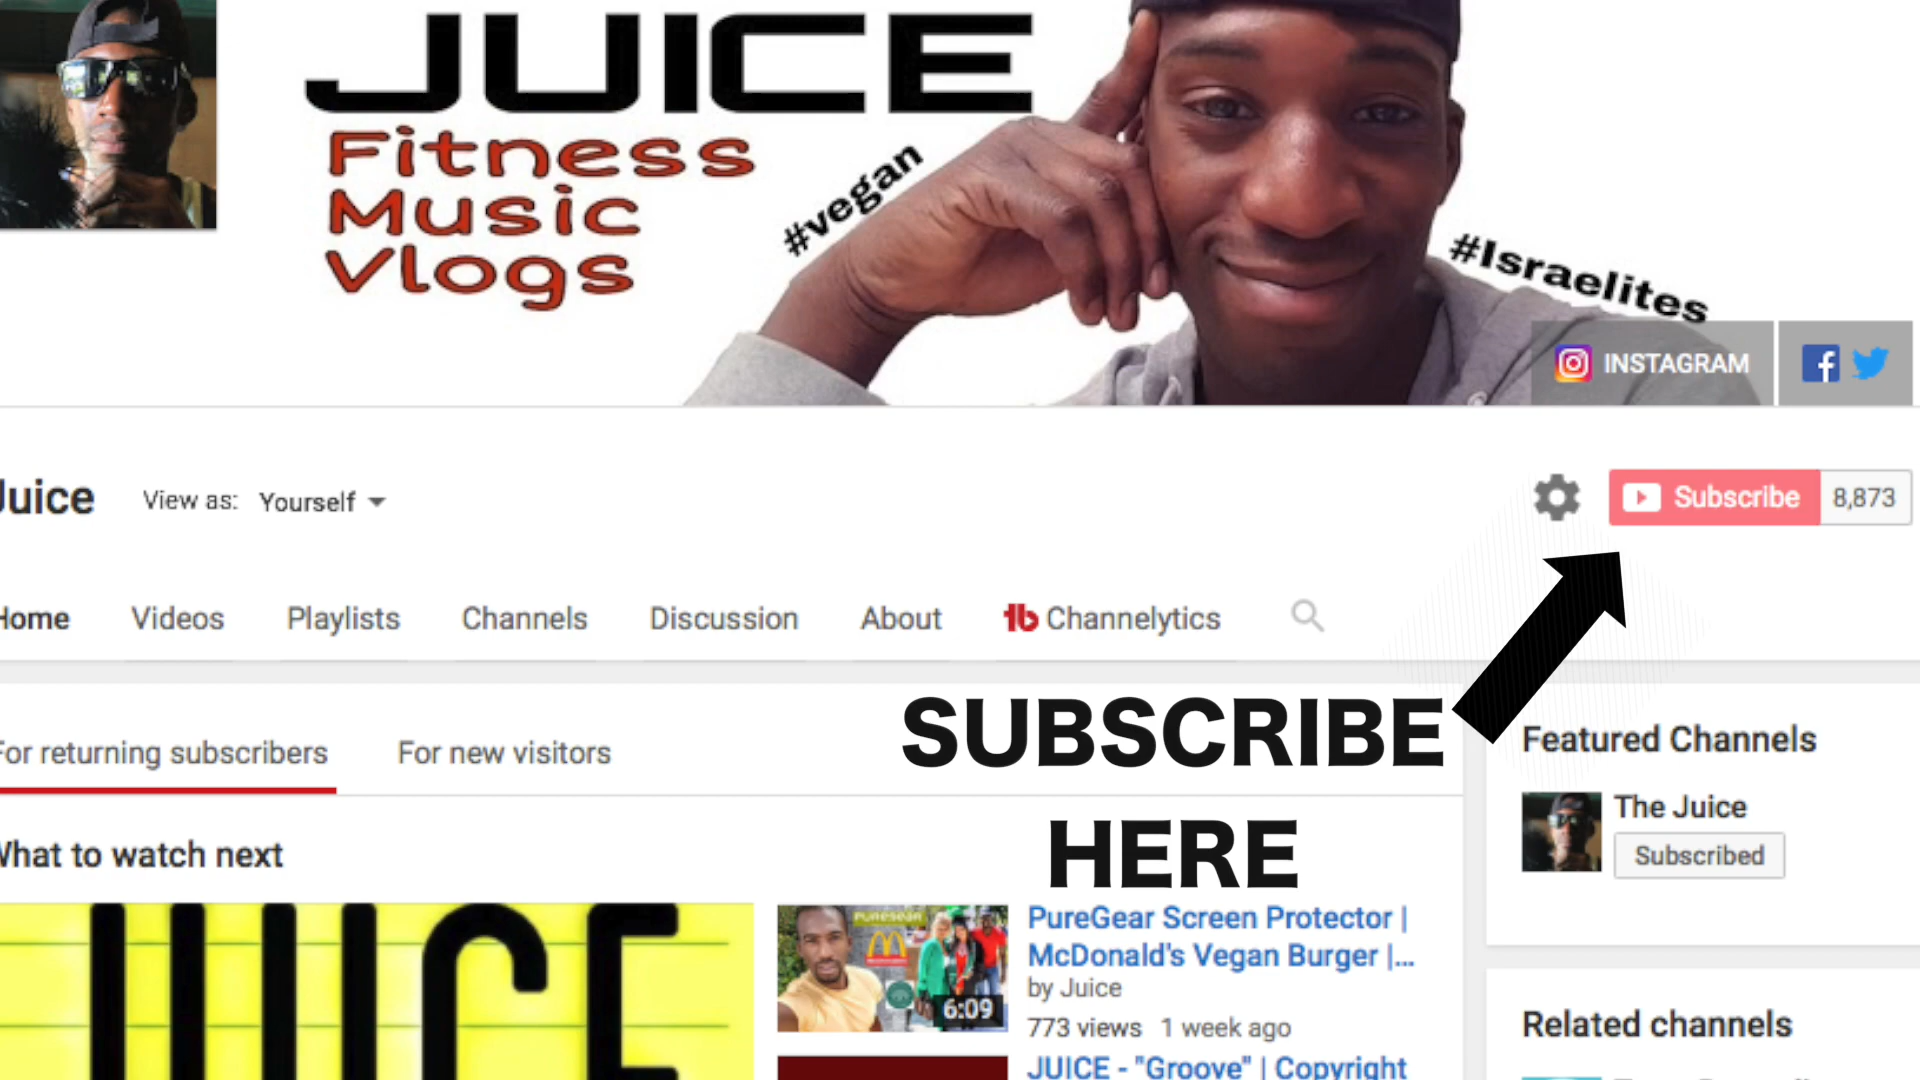 JUICE
Fitness
Music
Vlogs
#vegan
#Israelites
INSTAGRAM
Juice
View as: Yourself
Subscribe 8,873
Home Videos Playlists Channels Discussion About Channelytics
SUBSCRIBE
HERE
For returning subscribers For new visitors
What to watch next
JUICE
PUREGEAR
6:09
PureGear Screen Protector |
McDonald's Vegan Burger |...
by Juice
773 views 1 week ago
JUICE - "Groove" | Copyright
Featured Channels
The Juice
Subscribed
Related channels